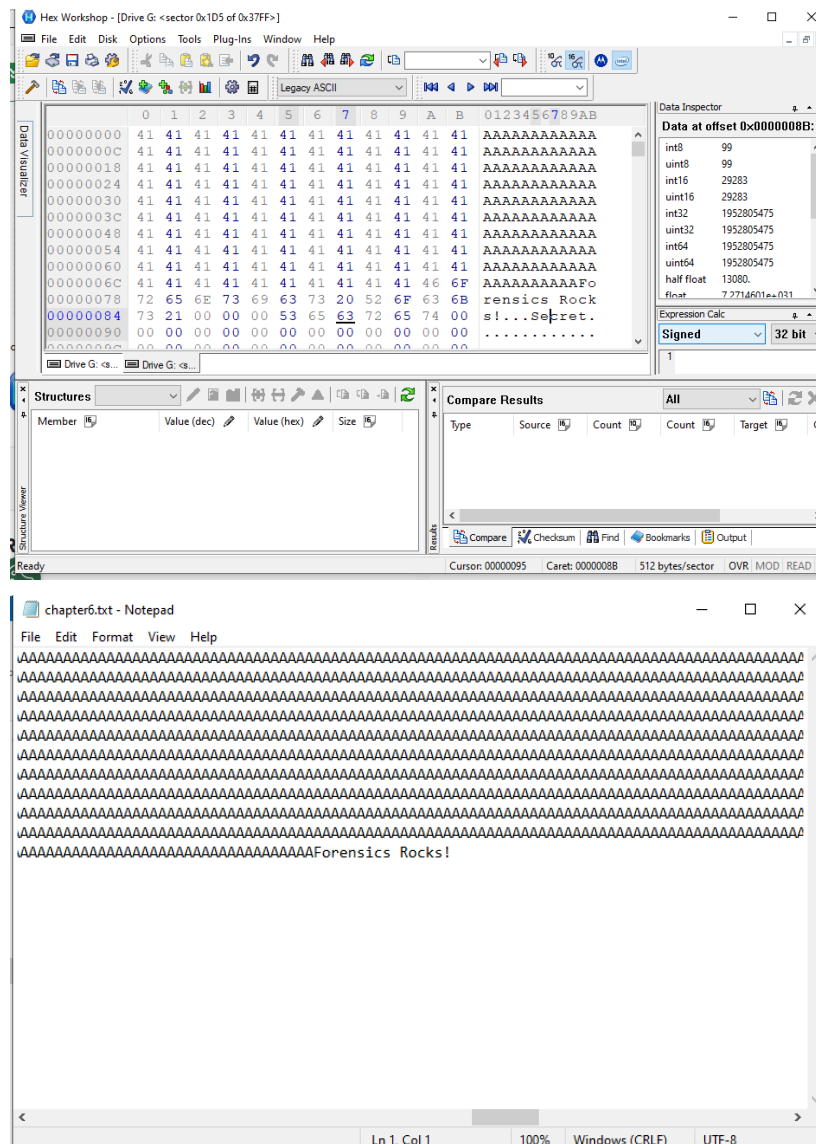 Hex Workshop - [Drive G: <sector 0x1D5 of 0x37FF>]
File Edit Disk Options Tools Plug-Ins Window Help
Legacy ASCII
0 1 2 3 4 5 6 7 8 9 A B 0123456789AB
00000000 41 41 41 41 41 41 41 41 41 41 41 41 AAAAAAAAAAAA
0000000C 41 41 41 41 41 41 41 41 41 41 41 41 AAAAAAAAAAAA
00000018 41 41 41 41 41 41 41 41 41 41 41 41 AAAAAAAAAAAA
00000024 41 41 41 41 41 41 41 41 41 41 41 41 AAAAAAAAAAAA
00000030 41 41 41 41 41 41 41 41 41 41 41 41 AAAAAAAAAAAA
0000003C 41 41 41 41 41 41 41 41 41 41 41 41 AAAAAAAAAAAA
00000048 41 41 41 41 41 41 41 41 41 41 41 41 AAAAAAAAAAAA
00000054 41 41 41 41 41 41 41 41 41 41 41 41 AAAAAAAAAAAA
00000060 41 41 41 41 41 41 41 41 41 41 41 41 AAAAAAAAAAAA
0000006C 41 41 41 41 41 41 41 41 41 41 46 6F AAAAAAAAAAFo
00000078 72 65 6E 73 69 63 73 20 52 6F 63 6B rensics Rock
00000084 73 21 00 00 00 53 65 63 72 65 74 00 s!...Secret.
00000090 00 00 00 00 00 00 00 00 00 00 00 00 ............
Data Visualizer
Drive G: <s... Drive G: <s...
Data Inspector
Data at offset 0x0000008B:
int8 99
uint8 99
int16 29283
uint16 29283
int32 1952805475
uint32 1952805475
int64 1952805475
uint64 1952805475
half float 13080.
float 7.2714601e+031
Expression Calc
Signed 32 bit
1
Structures
Member Value (dec) Value (hex) Size
Structure Viewer
Compare Results All
Type Source Count Count Target
Results
Compare Checksum Find Bookmarks Output
Ready Cursor: 00000095 Caret: 0000008B 512 bytes/sector OVR MOD READ
chapter6.txt - Notepad
File Edit Format View Help
AAAAAAAAAAAAAAAAAAAAAAAAAAAAAAAAAAForensics Rocks!
Ln 1, Col 1 100% Windows (CRLF) UTF-8